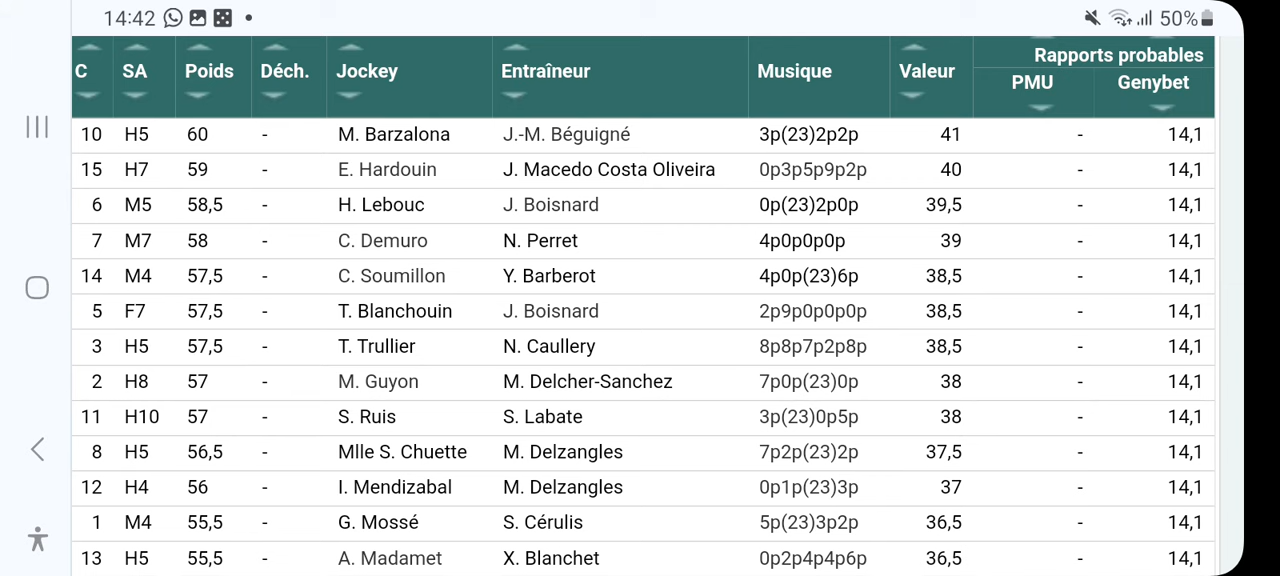 14:42 50%
Rapports probables
C SA Poids Déch. Jockey Entraîneur Musique Valeur PMU Genybet
10 H5 60 - M. Barzalona J.-M. Béguigné 3p(23)2p2p 41 - 14,1
15 H7 59 - E. Hardouin J. Macedo Costa Oliveira 0p3p5p9p2p 40 - 14,1
6 M5 58,5 - H. Lebouc J. Boisnard 0p(23)2p0p 39,5 - 14,1
7 M7 58 - C. Demuro N. Perret 4p0p0p0p 39 - 14,1
14 M4 57,5 - C. Soumillon Y. Barberot 4p0p(23)6p 38,5 - 14,1
5 F7 57,5 - T. Blanchouin J. Boisnard 2p9p0p0p0p 38,5 - 14,1
3 H5 57,5 - T. Trullier N. Caullery 8p8p7p2p8p 38,5 - 14,1
2 H8 57 - M. Guyon M. Delcher-Sanchez 7p0p(23)0p 38 - 14,1
11 H10 57 - S. Ruis S. Labate 3p(23)0p5p 38 - 14,1
8 H5 56,5 - Mlle S. Chuette M. Delzangles 7p2p(23)2p 37,5 - 14,1
12 H4 56 - I. Mendizabal M. Delzangles 0p1p(23)3p 37 - 14,1
1 M4 55,5 - G. Mossé S. Cérulis 5p(23)3p2p 36,5 - 14,1
13 H5 55,5 - A. Madamet X. Blanchet 0p2p4p4p6p 36,5 - 14,1